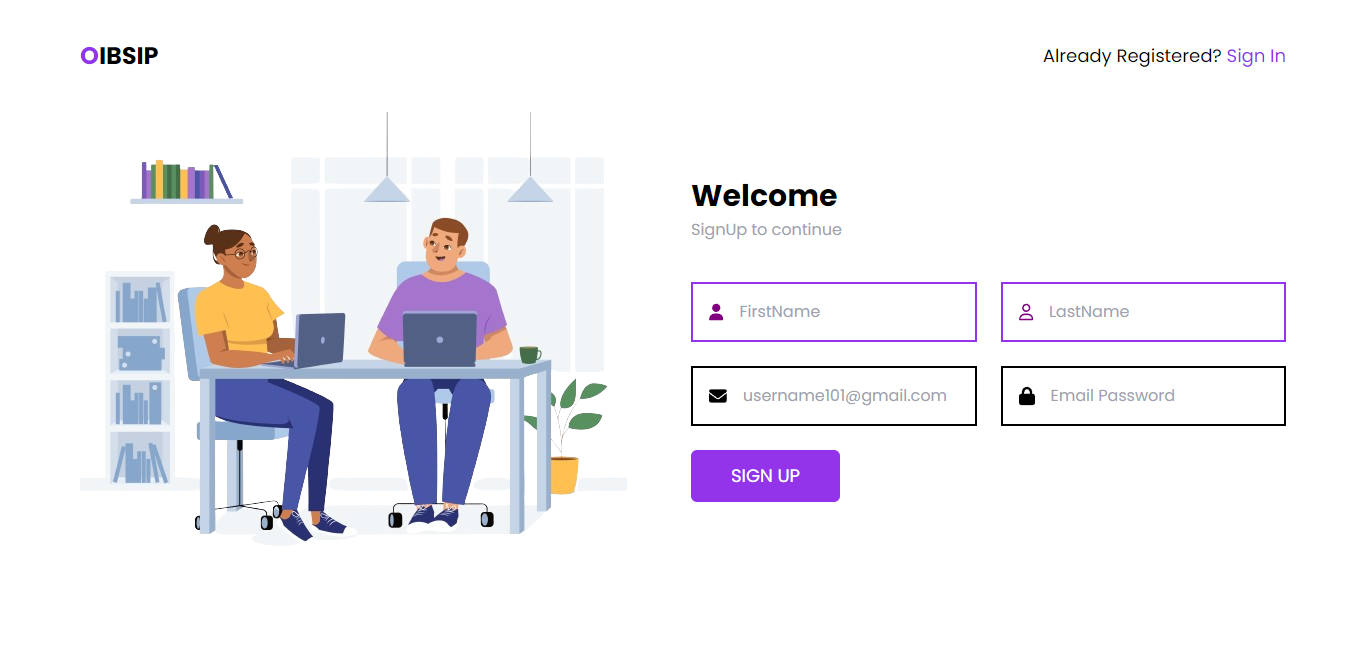 OIBSIP
Already Registered? Sign In
Welcome
SignUp to continue
FirstName
LastName
username101@gmail.com
Email Password
SIGN UP